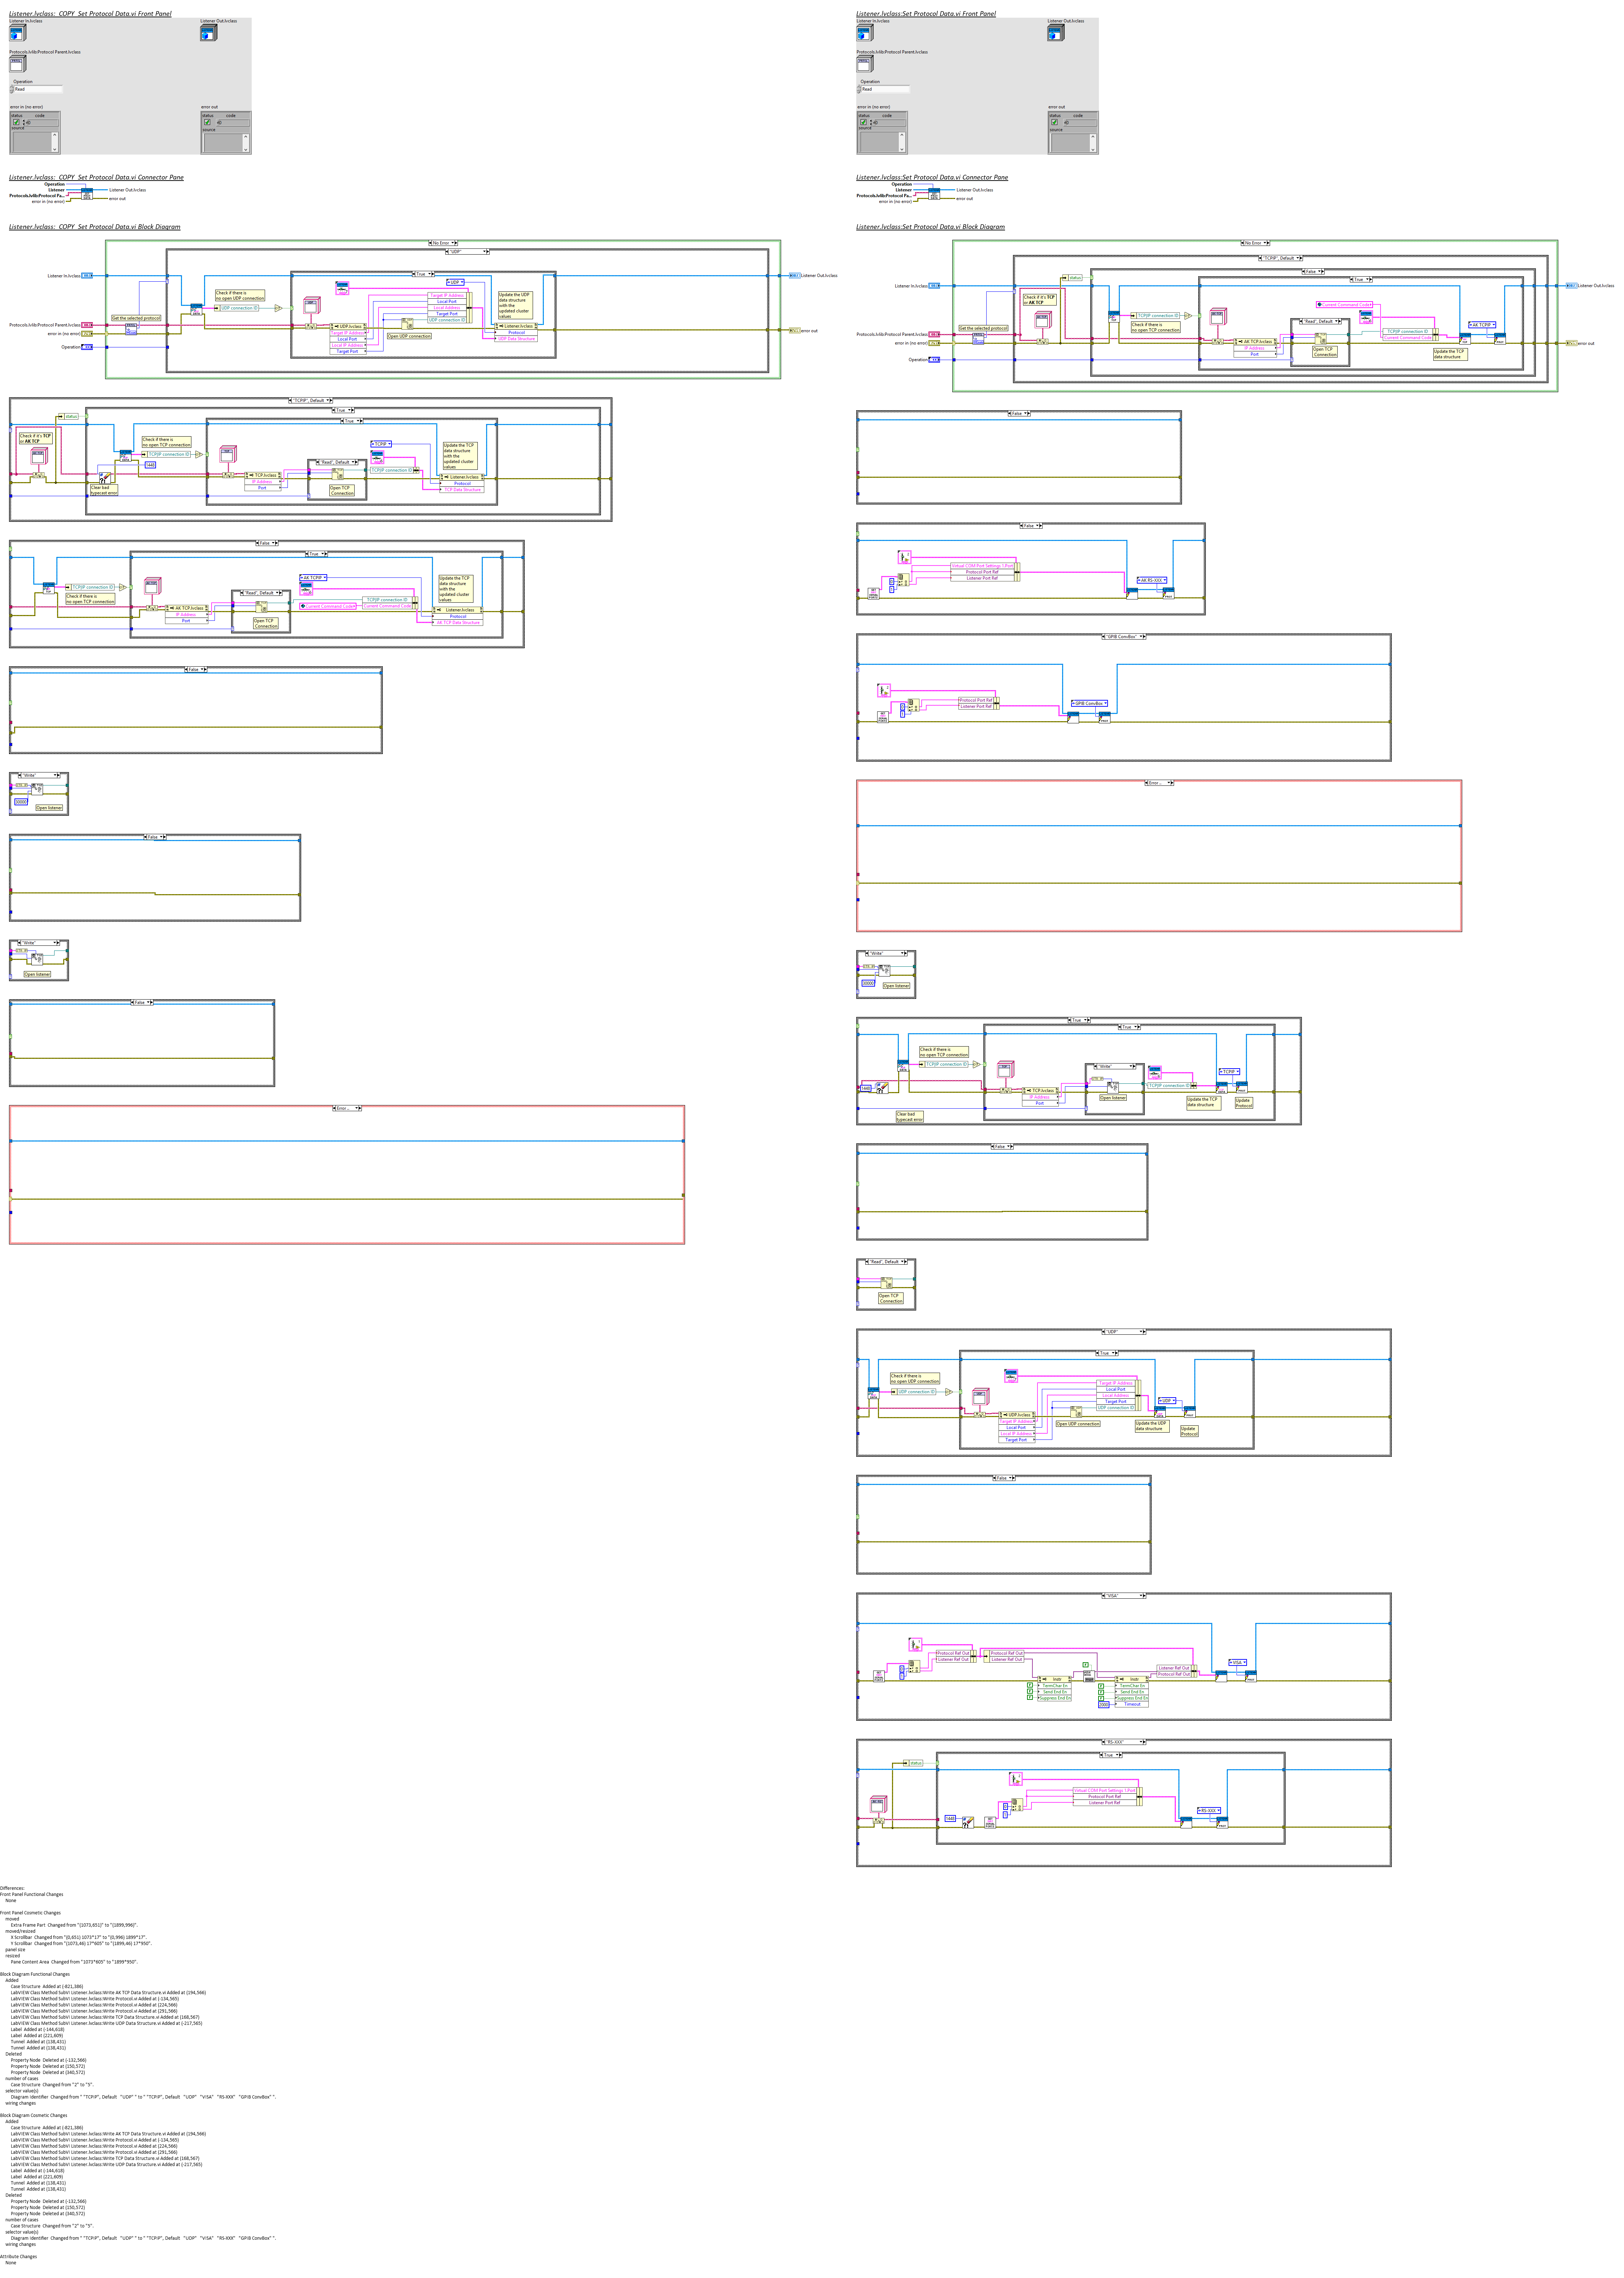 Listener.lvclass:_COPY_Set Protocol Data.vi Front Panel
Listener In.lvclass
Listener Out.lvclass
Protocols.lvlib:Protocol Parent.lvclass
Operation
Read
error in (no error)
error out
status code
source
status code
source
Listener.lvclass:_COPY_Set Protocol Data.vi Connector Pane
Operation
Listener
Listener Out.lvclass
Protocols.lvlib:Protocol Pa...
error in (no error)
error out
Listener.lvclass:_COPY_Set Protocol Data.vi Block Diagram
No Error
"UDP"
True
Listener In.lvclass
Listener Out.lvclass
Check if there is
no open UDP connection
UDP connection ID
Get the selected protocol
Protocols.lvlib:Protocol Parent.lvclass
error in (no error)
Operation
UDP
Target IP Address
Local Port
Local Address
Target Port
UDP connection ID
Update the UDP
data structure
with the
updated cluster
values
UDP.lvclass
Target IP Address
Local Port
Local IP Address
Target Port
Open UDP connection
Listener.lvclass
Protocol
UDP Data Structure
error out
"TCPIP", Default
True
True
status
Check if it's TCP
or AK TCP
Check if there is
no open TCP connection
TCP/IP connection ID
1448
Clear bad
typecast error
TCP.lvclass
IP Address
Port
"Read", Default
Open TCP
Connection
TCPIP
TCP/IP connection ID
Update the TCP
data structure
with the
updated cluster
values
Listener.lvclass
Protocol
TCP Data Structure
False
True
TCP/IP connection ID
Check if there is
no open TCP connection
AK TCP.lvclass
IP Address
Port
"Read", Default
Open TCP
Connection
AK TCPIP
TCP/IP connection ID
Current Command Code
Current Command Code
Update the TCP
data structure
with the
updated cluster
values
Listener.lvclass
Protocol
AK TCP Data Structure
False
"Write"
Open listener
False
"Write"
Open listener
False
Error
Listener.lvclass:Set Protocol Data.vi Front Panel
Listener In.lvclass
Listener Out.lvclass
Protocols.lvlib:Protocol Parent.lvclass
Operation
Read
error in (no error)
error out
status code
source
status code
source
Listener.lvclass:Set Protocol Data.vi Connector Pane
Operation
Listener
Listener Out.lvclass
Protocols.lvlib:Protocol Pa...
error in (no error)
error out
Listener.lvclass:Set Protocol Data.vi Block Diagram
No Error
"TCPIP", Default
False
True
status
Listener In.lvclass
Listener Out.lvclass
Check if it's TCP
or AK TCP
TCP/IP connection ID
Check if there is
no open TCP connection
Get the selected protocol
Protocols.lvlib:Protocol Parent.lvclass
error in (no error)
Operation
AK TCP.lvclass
IP Address
Port
"Read", Default
Open TCP
Connection
Current Command Code
TCP/IP connection ID
Current Command Code
AK TCPIP
Update the TCP
data structure
error out
False
False
Virtual COM Port Settings 1.Port
Protocol Port Ref
Listener Port Ref
AK RS-XXX
"GPIB ConvBox"
Protocol Port Ref
Listener Port Ref
GPIB ConvBox
Error
"Write"
Open listener
True
True
Check if there is
no open TCP connection
TCP/IP connection ID
1448
Clear bad
typecast error
TCP.lvclass
IP Address
Port
"Write"
Open listener
TCP/IP connection ID
TCPIP
Update the TCP
data structure
Update
Protocol
False
"Read", Default
Open TCP
Connection
"UDP"
True
Check if there is
no open UDP connection
UDP connection ID
Target IP Address
Local Port
Local Address
Target Port
UDP connection ID
UDP
UDP.lvclass
Target IP Address
Local Port
Local IP Address
Target Port
Open UDP connection
Update the UDP
data structure
Update
Protocol
False
"VISA"
Protocol Ref Out
Listener Ref Out
Protocol Ref Out
Listener Ref Out
Instr
TermChar En
Send End En
Suppress End En
Instr
TermChar En
Send End En
Suppress End En
Timeout
Listener Ref Out
Protocol Ref Out
VISA
"RS-XXX"
True
status
1448
Virtual COM Port Settings 1.Port
Protocol Port Ref
Listener Port Ref
RS-XXX
Differences:
Front Panel Functional Changes
None
Front Panel Cosmetic Changes
moved
Extra Frame Part Changed from "(1073,651)" to "(1899,996)".
moved/resized
X Scrollbar Changed from "(0,651) 1073*17" to "(0,996) 1899*17".
Y Scrollbar Changed from "(1073,46) 17*605" to "(1899,46) 17*950".
panel size
resized
Pane Content Area Changed from "1073*605" to "1899*950".
Block Diagram Functional Changes
Added
Case Structure Added at (-821,386)
LabVIEW Class Method SubVI Listener.lvclass:Write AK TCP Data Structure.vi Added at (194,566)
LabVIEW Class Method SubVI Listener.lvclass:Write Protocol.vi Added at (-134,565)
LabVIEW Class Method SubVI Listener.lvclass:Write Protocol.vi Added at (224,566)
LabVIEW Class Method SubVI Listener.lvclass:Write Protocol.vi Added at (291,566)
LabVIEW Class Method SubVI Listener.lvclass:Write TCP Data Structure.vi Added at (168,567)
LabVIEW Class Method SubVI Listener.lvclass:Write UDP Data Structure.vi Added at (-217,565)
Label Added at (-144,618)
Label Added at (221,609)
Tunnel Added at (138,431)
Tunnel Added at (138,431)
Deleted
Property Node Deleted at (-132,566)
Property Node Deleted at (150,572)
Property Node Deleted at (340,572)
number of cases
Case Structure Changed from "2" to "5".
selector value(s)
Diagram Identifier Changed from " "TCPIP", Default "UDP" " to " "TCPIP", Default "UDP" "VISA" "RS-XXX" "GPIB ConvBox" ".
wiring changes
Block Diagram Cosmetic Changes
Added
Case Structure Added at (-821,386)
LabVIEW Class Method SubVI Listener.lvclass:Write AK TCP Data Structure.vi Added at (194,566)
LabVIEW Class Method SubVI Listener.lvclass:Write Protocol.vi Added at (-134,565)
LabVIEW Class Method SubVI Listener.lvclass:Write Protocol.vi Added at (224,566)
LabVIEW Class Method SubVI Listener.lvclass:Write Protocol.vi Added at (291,566)
LabVIEW Class Method SubVI Listener.lvclass:Write TCP Data Structure.vi Added at (168,567)
LabVIEW Class Method SubVI Listener.lvclass:Write UDP Data Structure.vi Added at (-217,565)
Label Added at (-144,618)
Label Added at (221,609)
Tunnel Added at (138,431)
Tunnel Added at (138,431)
Deleted
Property Node Deleted at (-132,566)
Property Node Deleted at (150,572)
Property Node Deleted at (340,572)
number of cases
Case Structure Changed from "2" to "5".
selector value(s)
Diagram Identifier Changed from " "TCPIP", Default "UDP" " to " "TCPIP", Default "UDP" "VISA" "RS-XXX" "GPIB ConvBox" ".
wiring changes
Attribute Changes
None